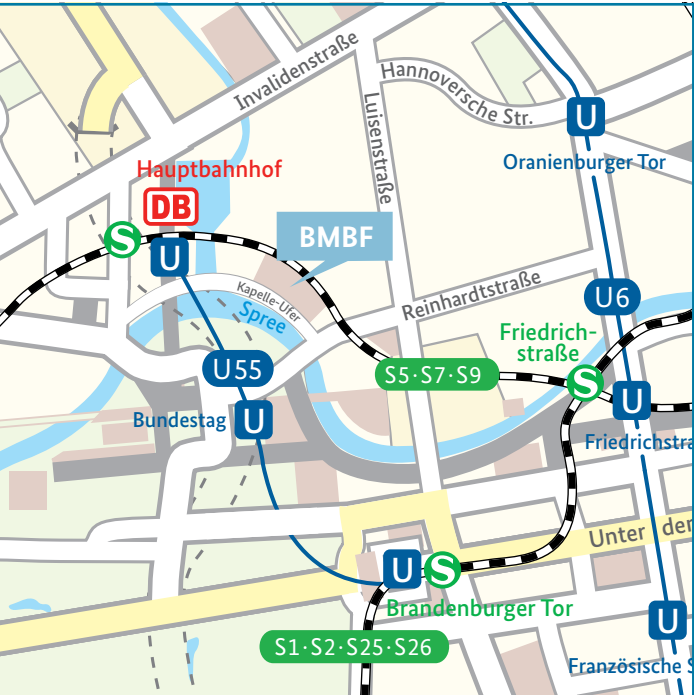 Invalidenstraße
Hannoversche Str.
Luisenstraße
U
Oranienburger Tor
Hauptbahnhof
DB
S
U
BMBF
Kapelle-Ufer
Spree
Reinhardtstraße
U6
Friedrich-
straße
S
U55
S5·S7·S9
U
Bundestag
U
Friedrichstra
Unter der
U
S
Brandenburger Tor
U
S1·S2·S25·S26
Französische S